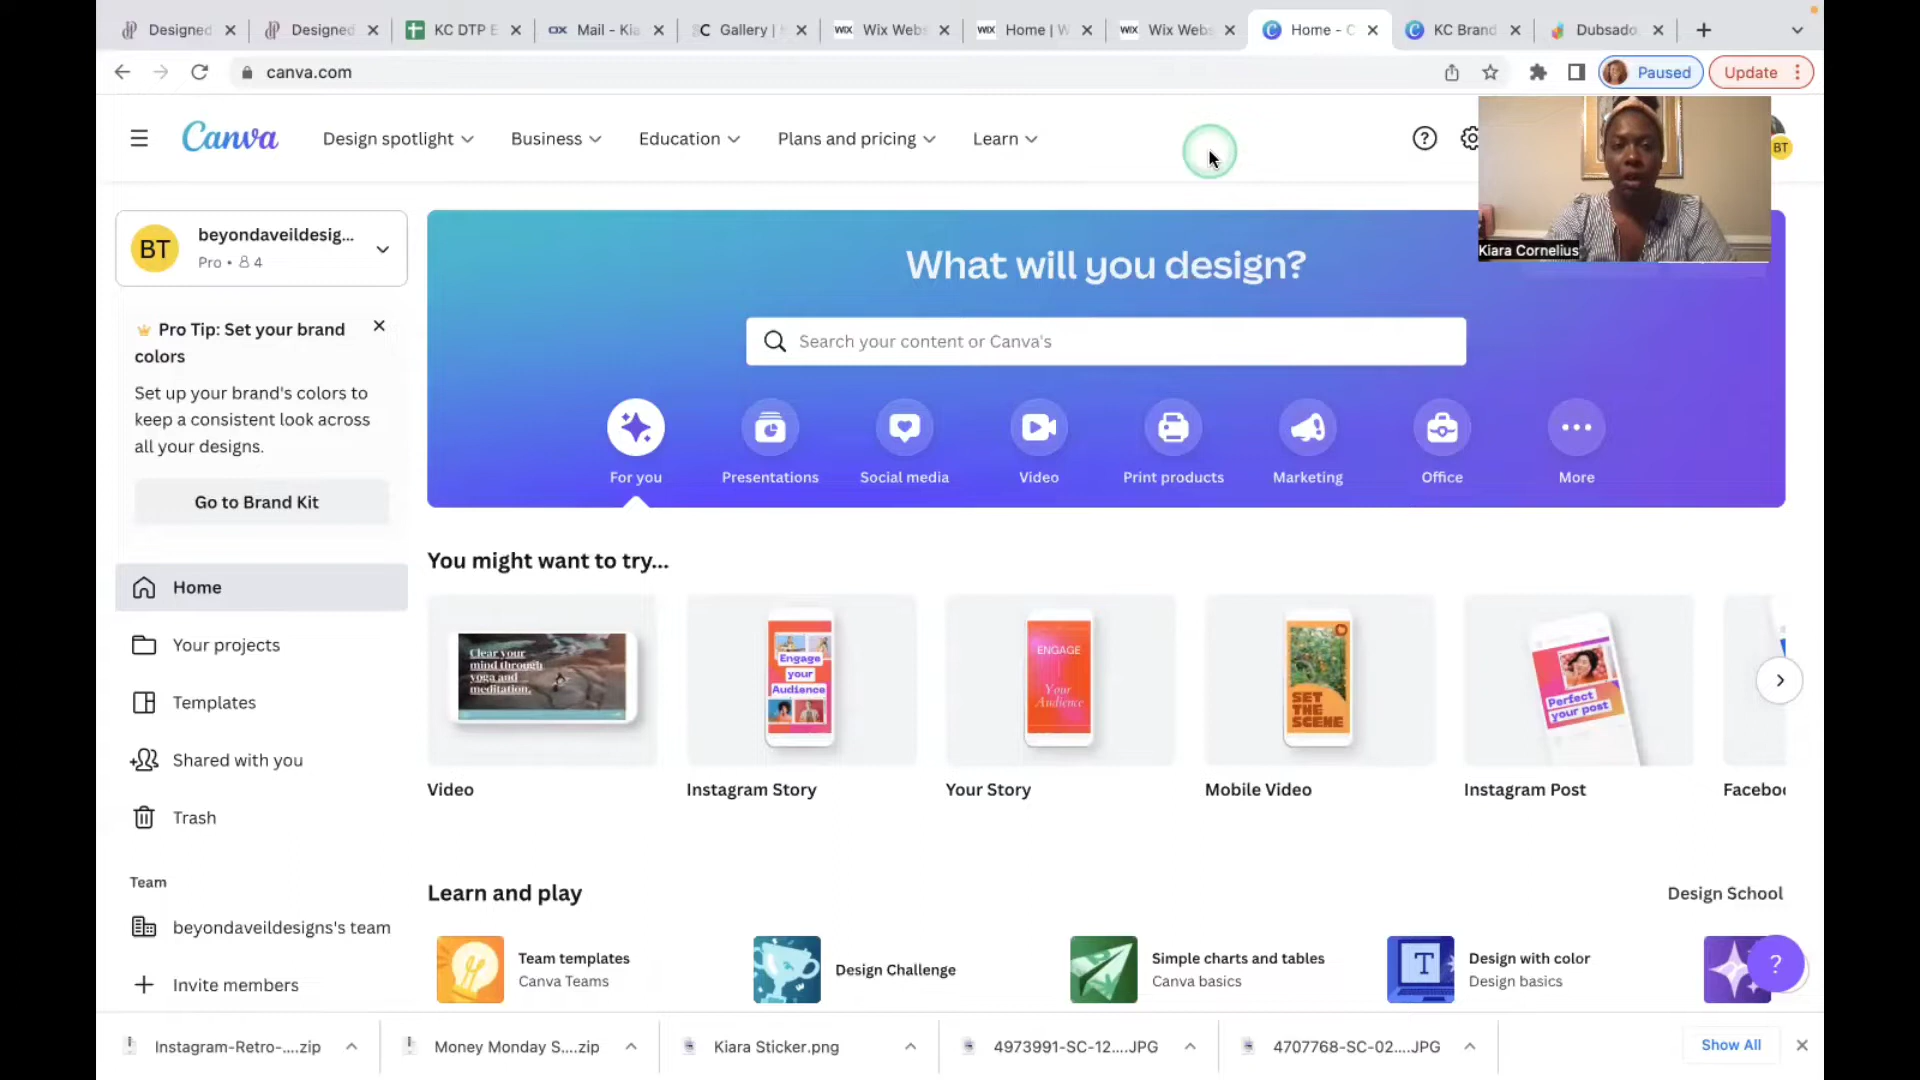 Designed
Designed
KC DTP E
Mail - Kia
Gallery |
WIX Webs
WIX Home | W
WIX Webs
Home - C
KC Brand
Dubsado
canva.com
Paused
Update
Canva
Design spotlight
Business
Education
Plans and pricing
Learn
BT
Kiara Cornelius
BT
beyondaveildesig...
Pro • 4
Pro Tip: Set your brand
colors
Set up your brand's colors to
keep a consistent look across
all your designs.
Go to Brand Kit
Home
Your projects
Templates
Shared with you
Trash
Team
beyondaveildesigns's team
Invite members
What will you design?
Search your content or Canva's
For you
Presentations
Social media
Video
Print products
Marketing
Office
More
You might want to try...
Clear your
mind through
yoga and
meditation.
Engage
your
Audience
ENGAGE
Your
Audience
SET
THE
SCENE
Perfect
your post
Video
Instagram Story
Your Story
Mobile Video
Instagram Post
Faceboo
Learn and play
Design School
Team templates
Canva Teams
Design Challenge
Simple charts and tables
Canva basics
T
Design with color
Design basics
?
Instagram-Retro-....zip
Money Monday S....zip
Kiara Sticker.png
4973991-SC-12....JPG
4707768-SC-02....JPG
Show All